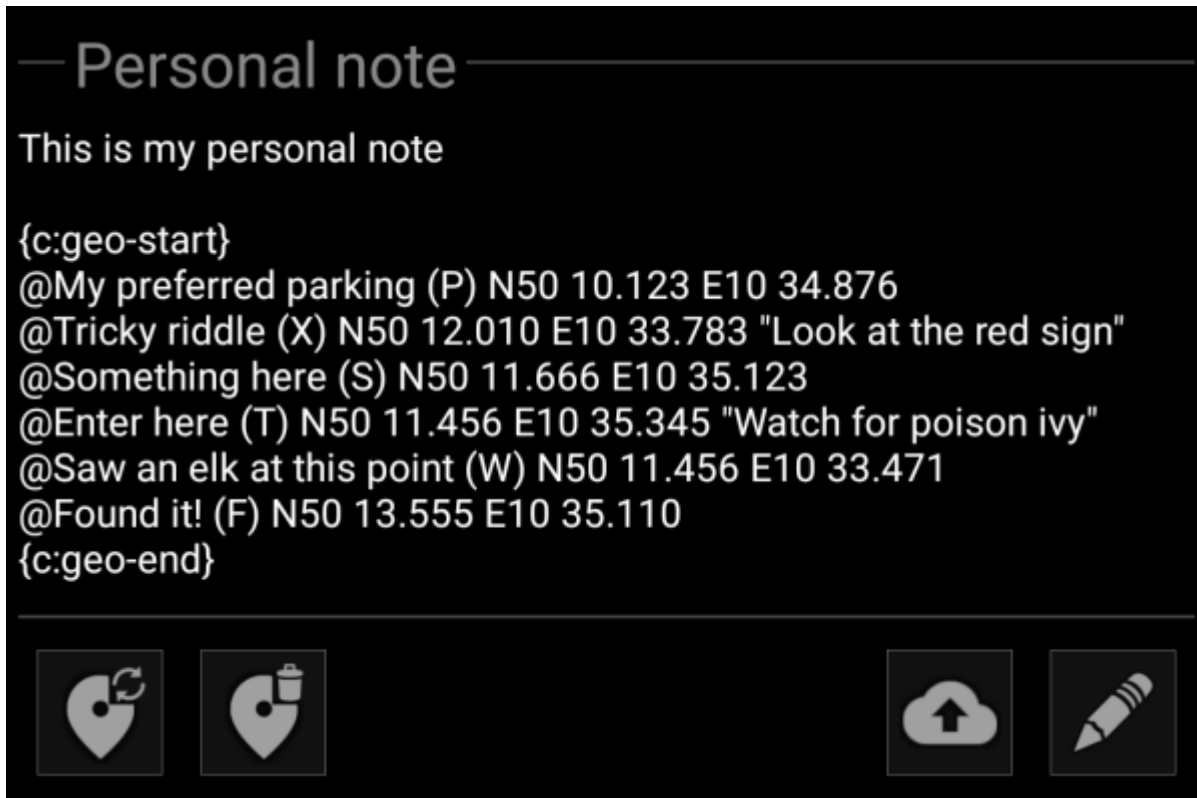 Personal note
This is my personal note
{c:geo-start}
@My preferred parking (P) N50 10.123 E10 34.876
@Tricky riddle (X) N50 12.010 E10 33.783 "Look at the red sign"
@Something here (S) N50 11.666 E10 35.123
@Enter here (T) N50 11.456 E10 35.345 "Watch for poison ivy"
@Saw an elk at this point (W) N50 11.456 E10 33.471
@Found it! (F) N50 13.555 E10 35.110
{c:geo-end}